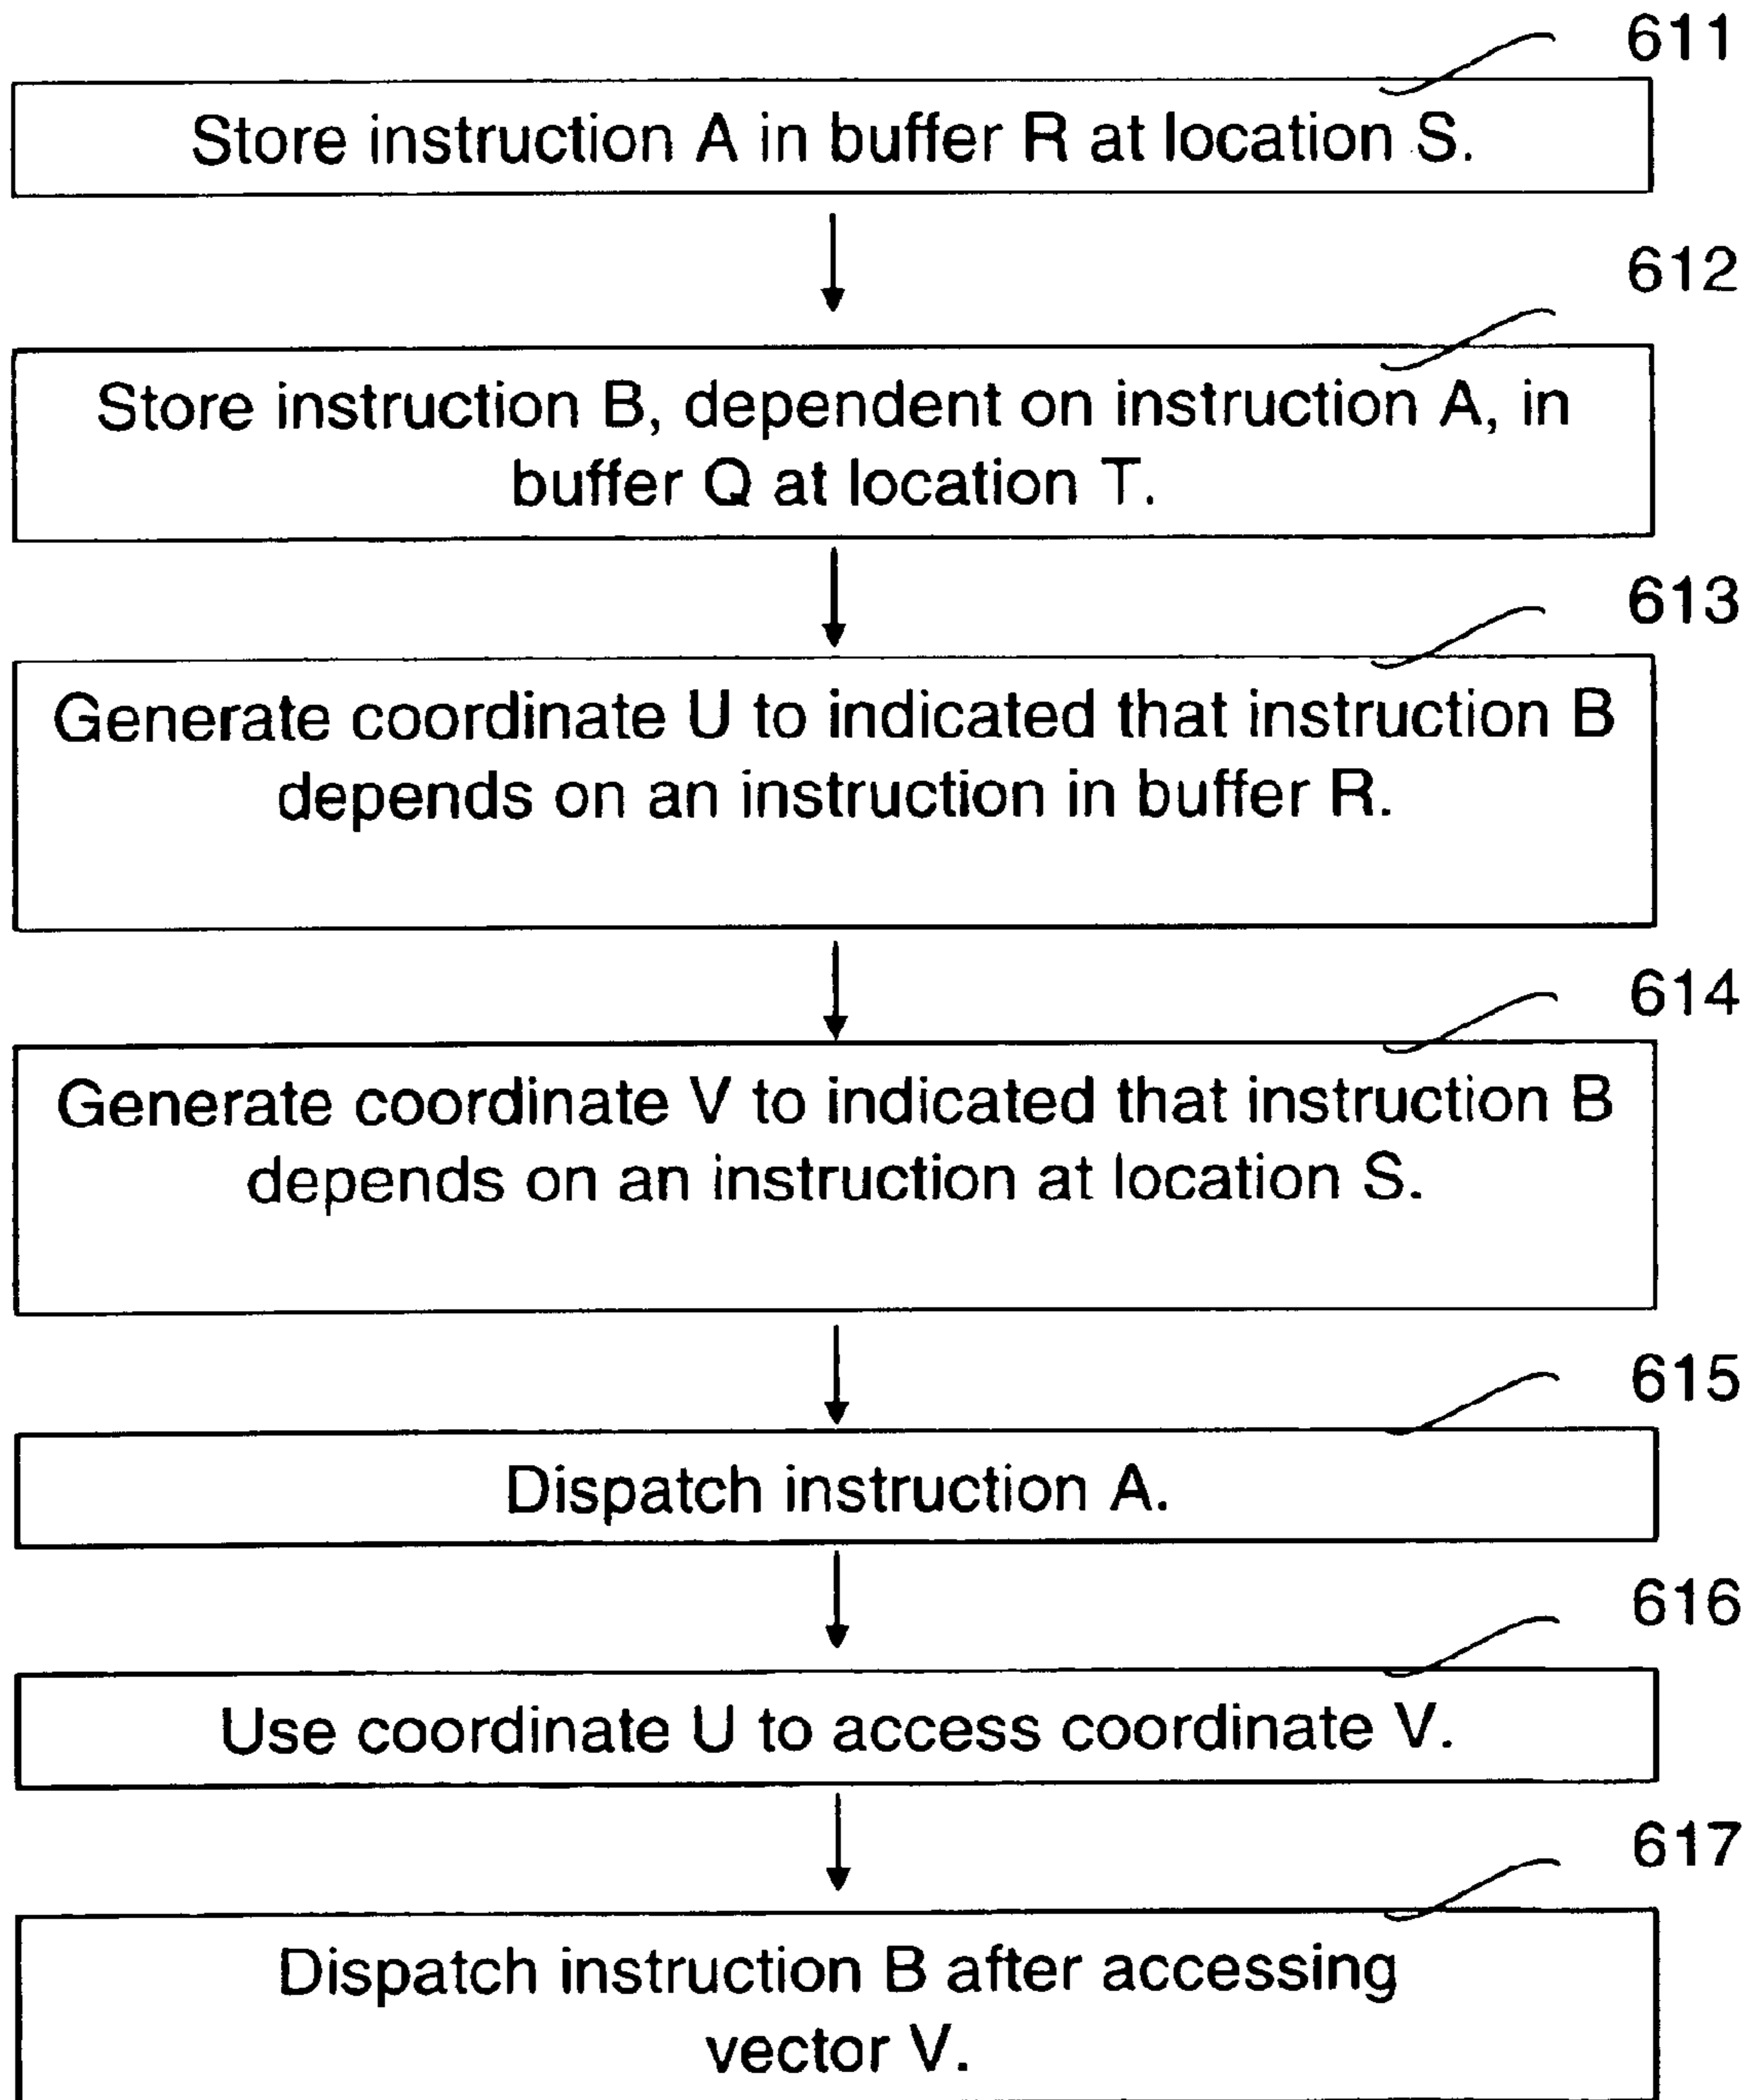 611
Store instruction A in buffer R at location S.
612
Store instruction B, dependent on instruction A, in
buffer Q at location T.
613
Generate coordinate U to indicated that instruction B
depends on an instruction in buffer R.
614
Generate coordinate V to indicated that instruction B
depends on an instruction at location S.
615
Dispatch instruction A.
616
Use coordinate U to access coordinate V.
617
Dispatch instruction B after accessing
vector V.